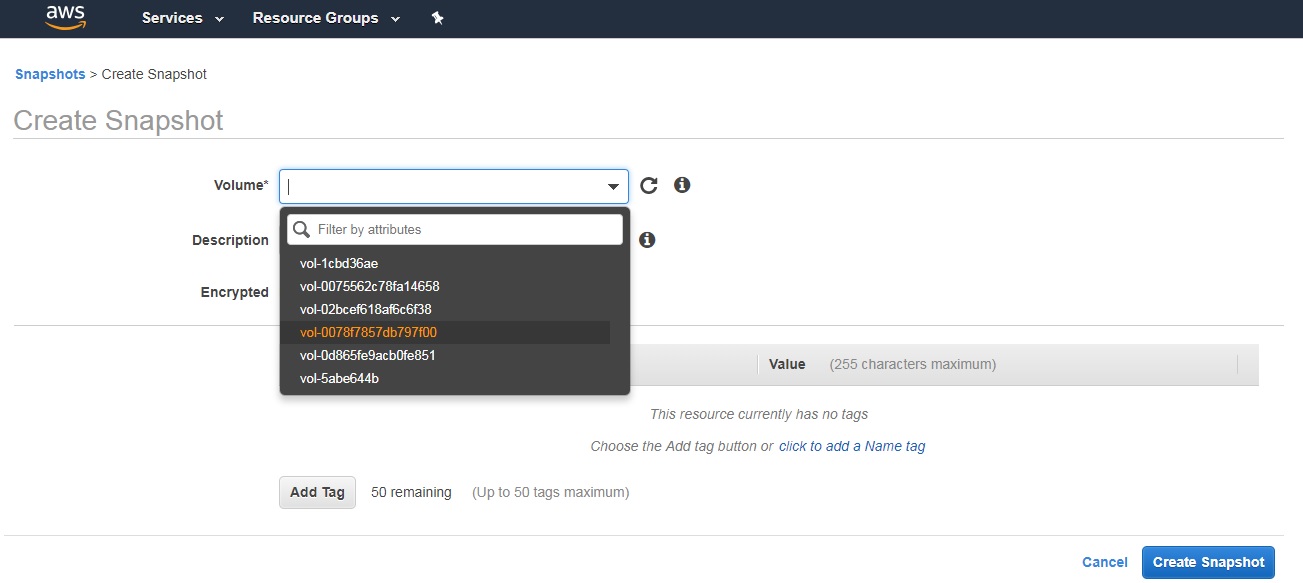 aws Services Resource Groups
Snapshots > Create Snapshot
Create Snapshot
Volume*
Filter by attributes
Description
vol-1cbd36ae
vol-0075562c78fa14658
Encrypted
vol-02bcef618af6c6f38
vol-0078f7857db797f00
vol-0d865fe9acb0fe851
vol-5abe644b
Value (255 characters maximum)
This resource currently has no tags
Choose the Add tag button or click to add a Name tag
Add Tag 50 remaining (Up to 50 tags maximum)
Cancel Create Snapshot